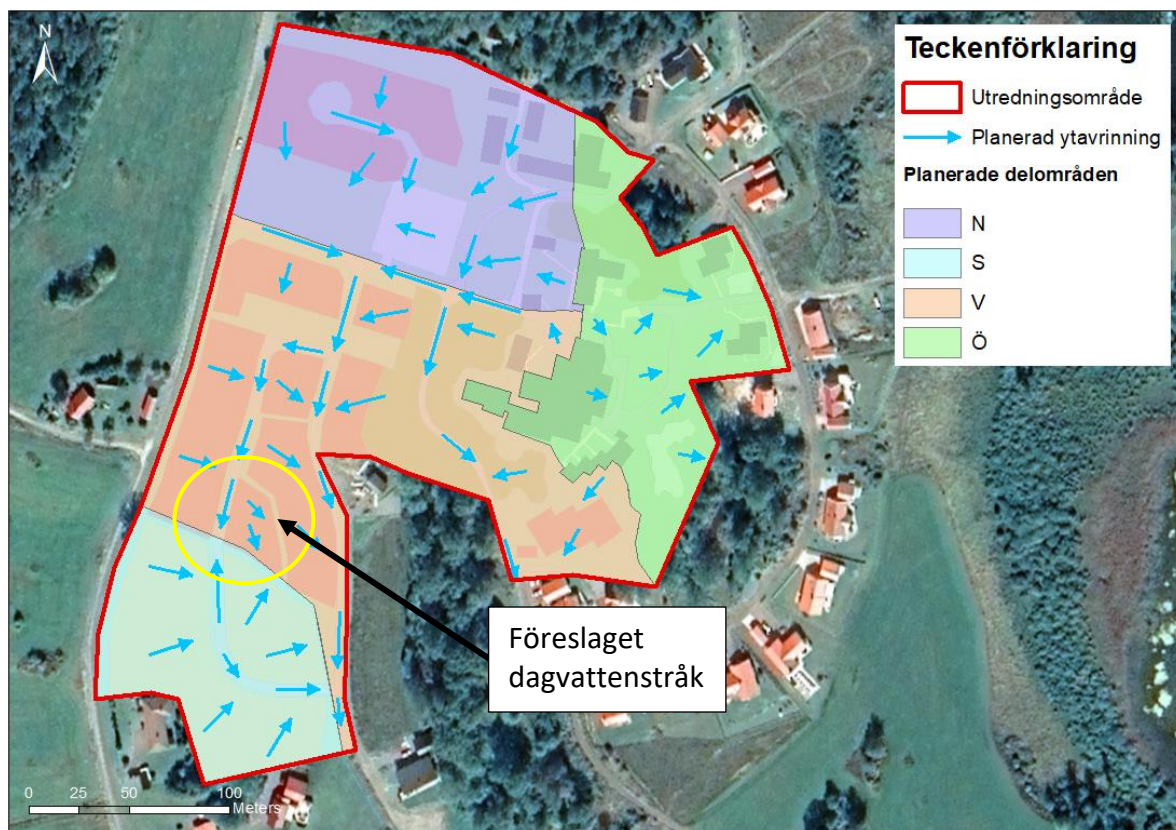 N
Teckenförklaring
Utredningsområde
Planerad ytavrinning
Planerade delområden
N
S
V
Ö
Föreslaget
dagvattenstråk
0 25 50 100
Meters